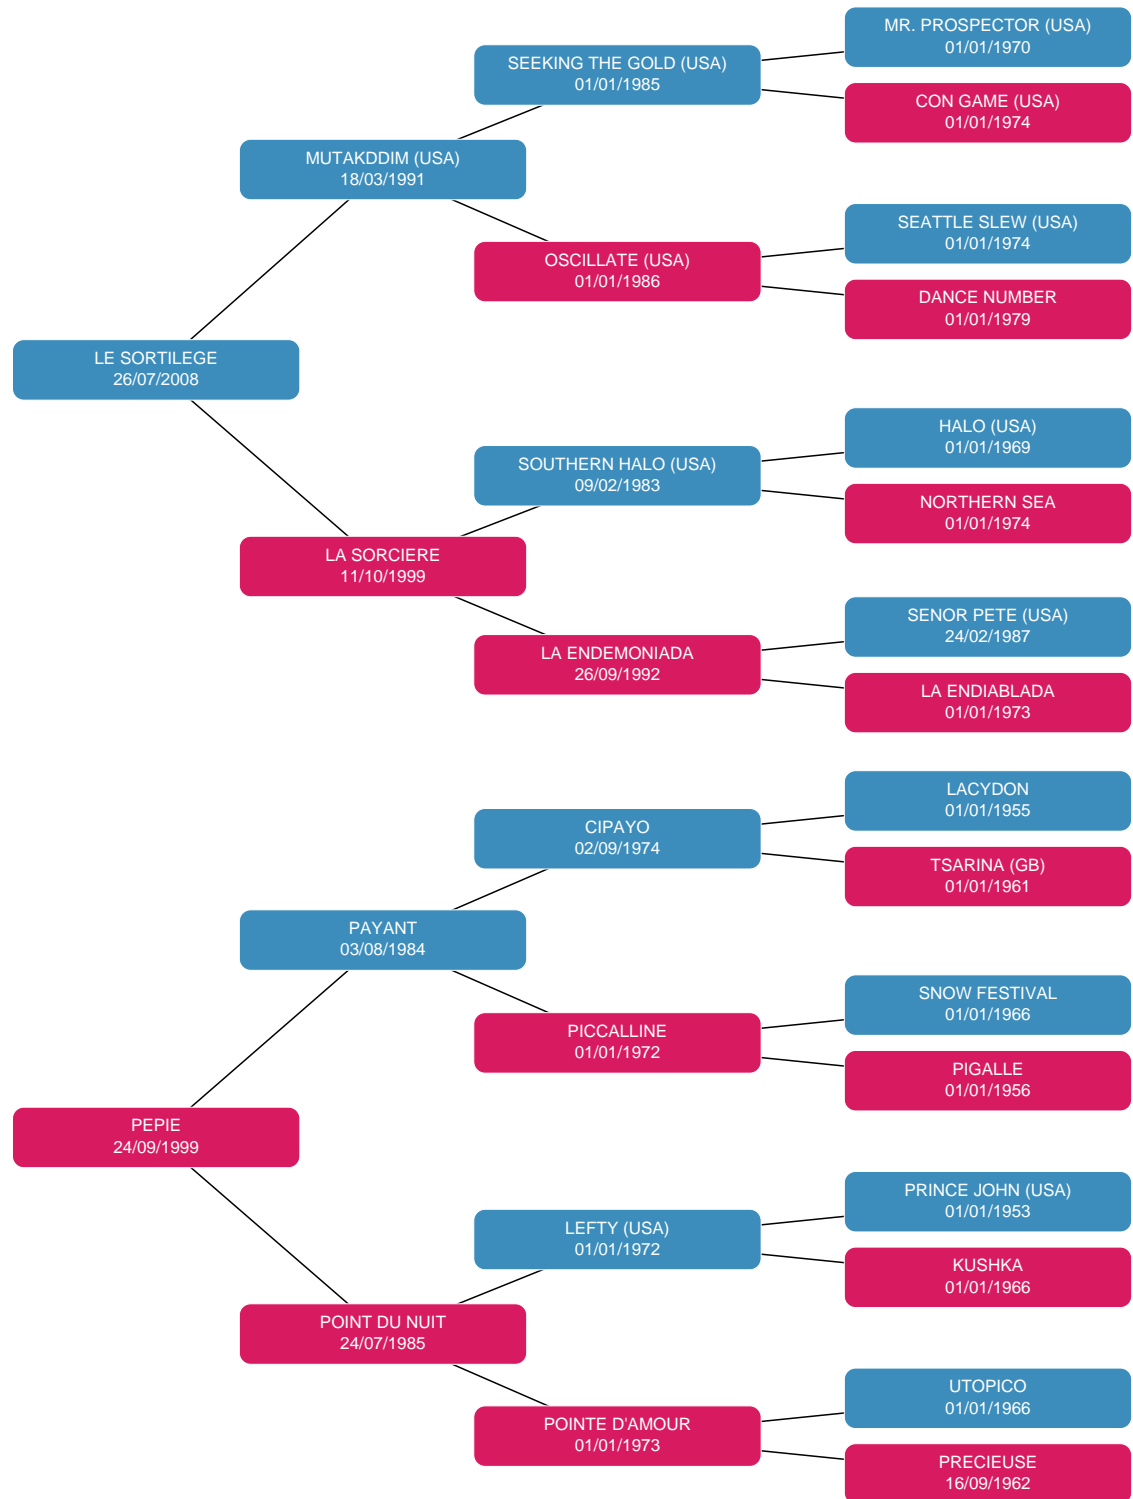 MR. PROSPECTOR (USA)
01/01/1970
SEEKING THE GOLD (USA)
01/01/1985
CON GAME (USA)
01/01/1974
MUTAKDDIM (USA)
18/03/1991
SEATTLE SLEW (USA)
01/01/1974
OSCILLATE (USA)
01/01/1986
DANCE NUMBER
01/01/1979
LE SORTILEGE
26/07/2008
HALO (USA)
01/01/1969
SOUTHERN HALO (USA)
09/02/1983
NORTHERN SEA
01/01/1974
LA SORCIERE
11/10/1999
SENOR PETE (USA)
24/02/1987
LA ENDEMONIADA
26/09/1992
LA ENDIABLADA
01/01/1973
LACYDON
01/01/1955
CIPAYO
02/09/1974
TSARINA (GB)
01/01/1961
PAYANT
03/08/1984
SNOW FESTIVAL
01/01/1966
PICCALLINE
01/01/1972
PIGALLE
01/01/1956
PEPIE
24/09/1999
PRINCE JOHN (USA)
01/01/1953
LEFTY (USA)
01/01/1972
KUSHKA
01/01/1966
POINT DU NUIT
24/07/1985
UTOPICO
01/01/1966
POINTE D'AMOUR
01/01/1973
PRECIEUSE
16/09/1962